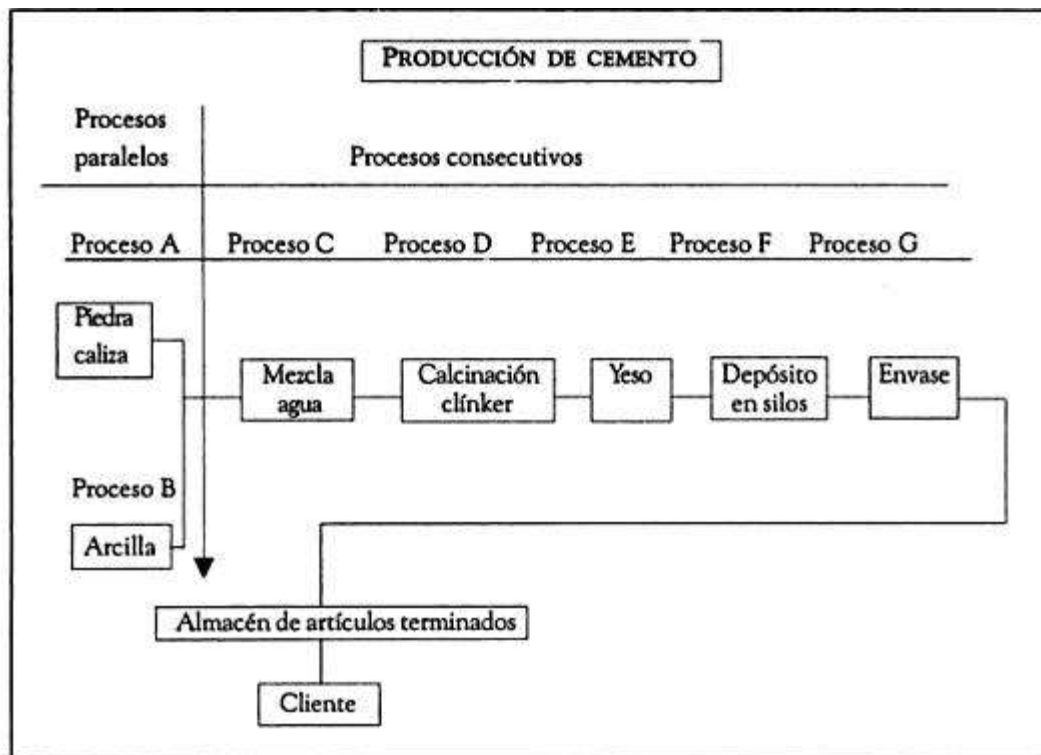 PRODUCCIÓN DE CEMENTO
Procesos
paralelos
Procesos consecutivos
Proceso A
Proceso C
Proceso D
Proceso E
Proceso F
Proceso G
Piedra
caliza
Mezcla
agua
Calcinación
clínker
Yeso
Depósito
en silos
Envase
Proceso B
Arcilla
Almacén de artículos terminados
Cliente